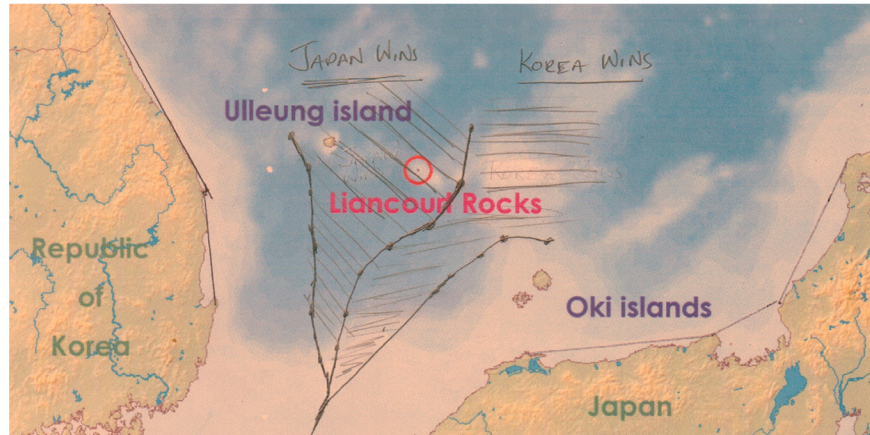 JAPAN WINS
KOREA WINS
Ulleung island
Liancourt Rocks
Republic
of
Korea
Oki islands
Japan